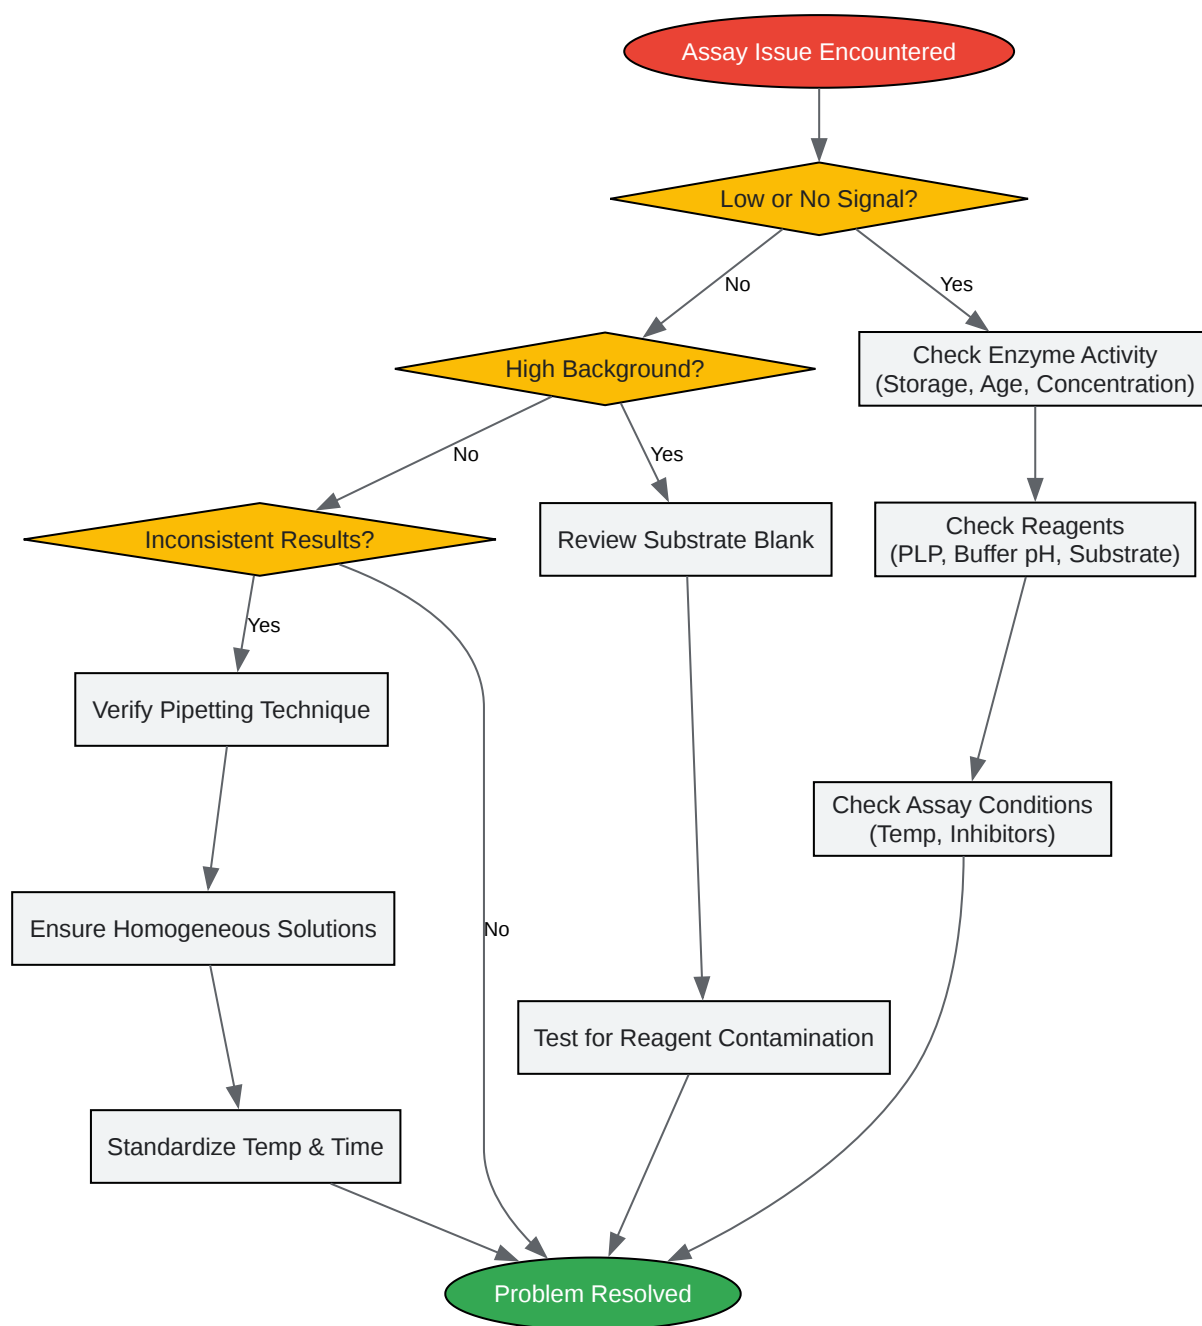 Assay Issue Encountered
Low or No Signal?
No
Yes
High Background?
Check Enzyme Activity
(Storage, Age, Concentration)
No
Yes
Inconsistent Results?
Review Substrate Blank
Check Reagents
(PLP, Buffer pH, Substrate)
Yes
Verify Pipetting Technique
Check Assay Conditions
(Temp, Inhibitors)
Ensure Homogeneous Solutions
No
Test for Reagent Contamination
Standardize Temp & Time
Problem Resolved